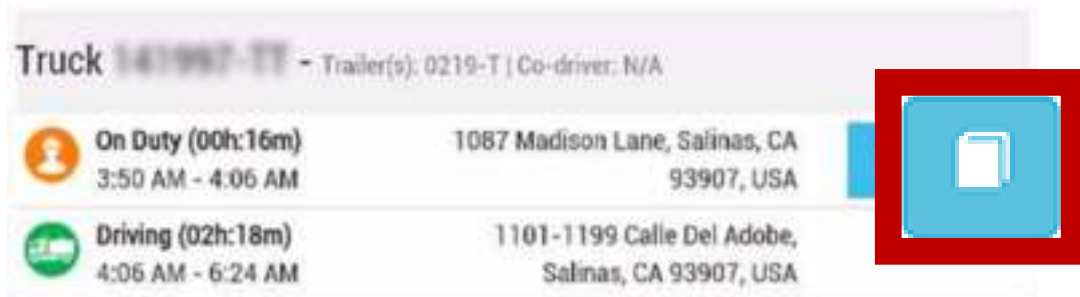 Truck - Trailer(s): 0219-T | Co-driver: N/A
On Duty (00h:16m)
3:50 AM - 4:06 AM
1087 Madison Lane, Salinas, CA
93907, USA
Driving (02h:18m)
4:06 AM - 6:24 AM
1101-1199 Calle Del Adobe,
Salinas, CA 93907, USA